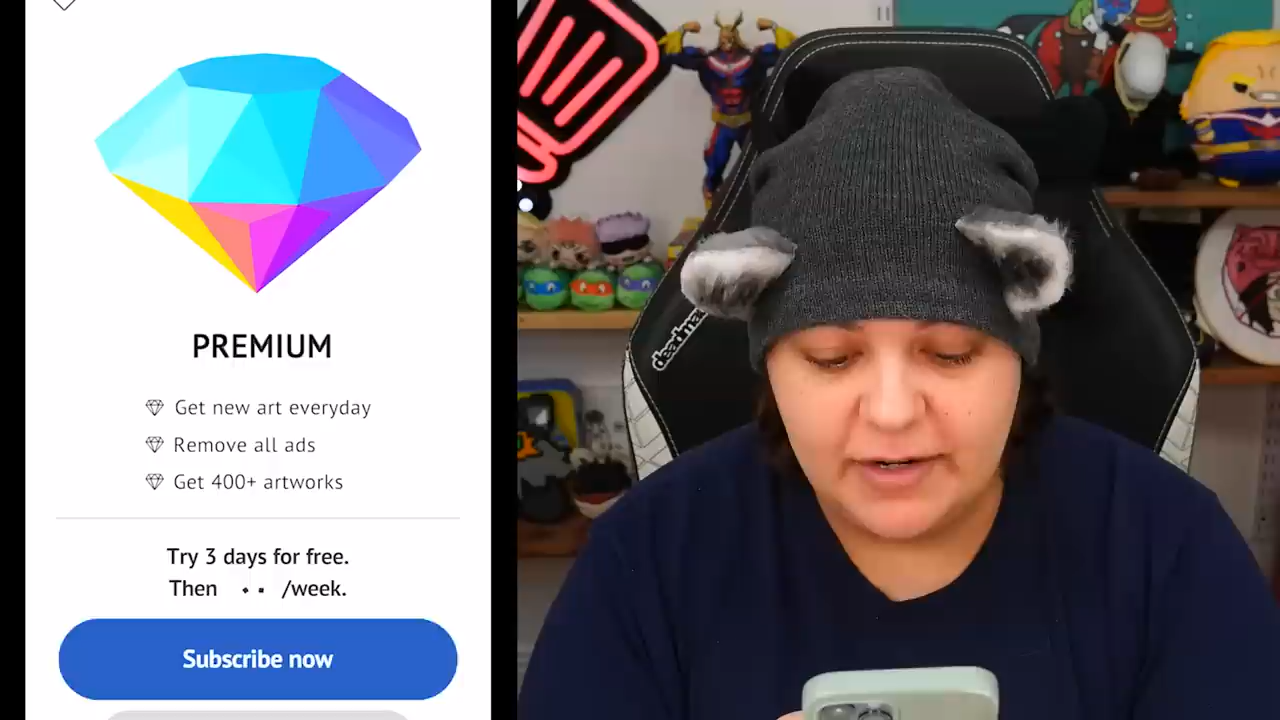 PREMIUM
Get new art everyday
Remove all ads
Get 400+ artworks
Try 3 days for free.
Then /week.
Subscribe now